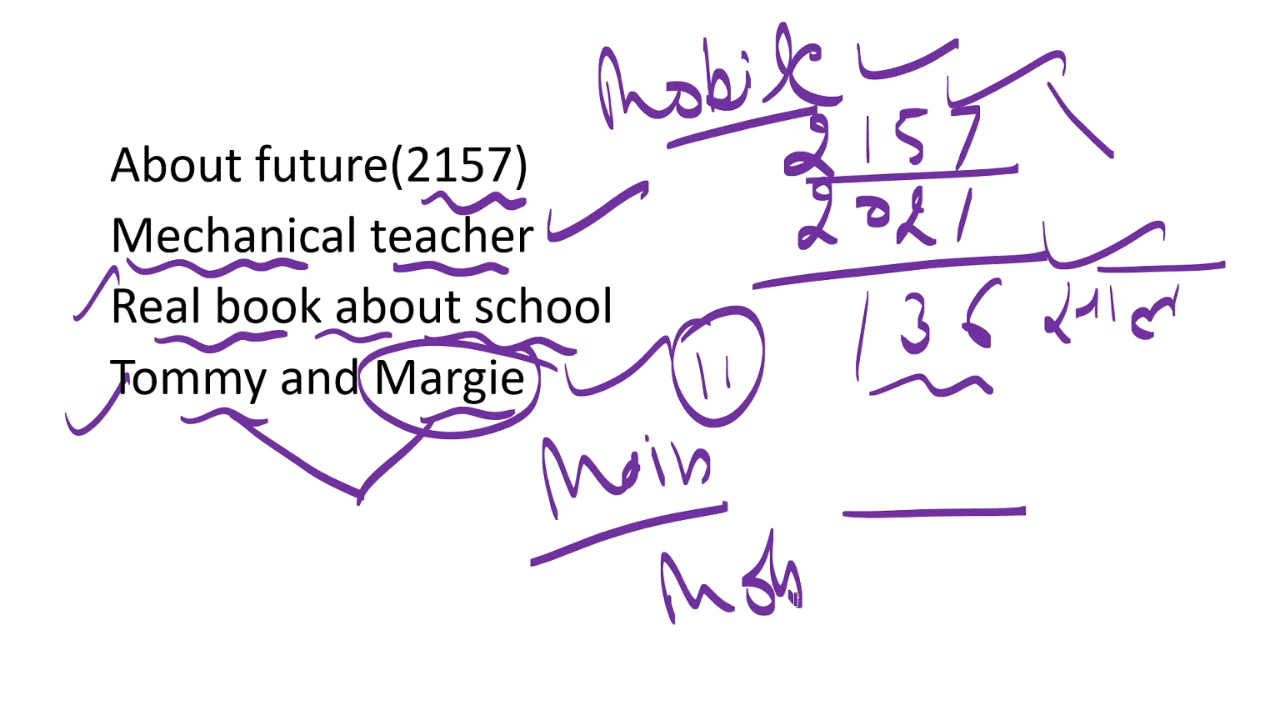 Mobile
About future(2157)
2157
2021
Mechanical teacher
Real book about school
136 साल
Tommy and Margie
11
Main